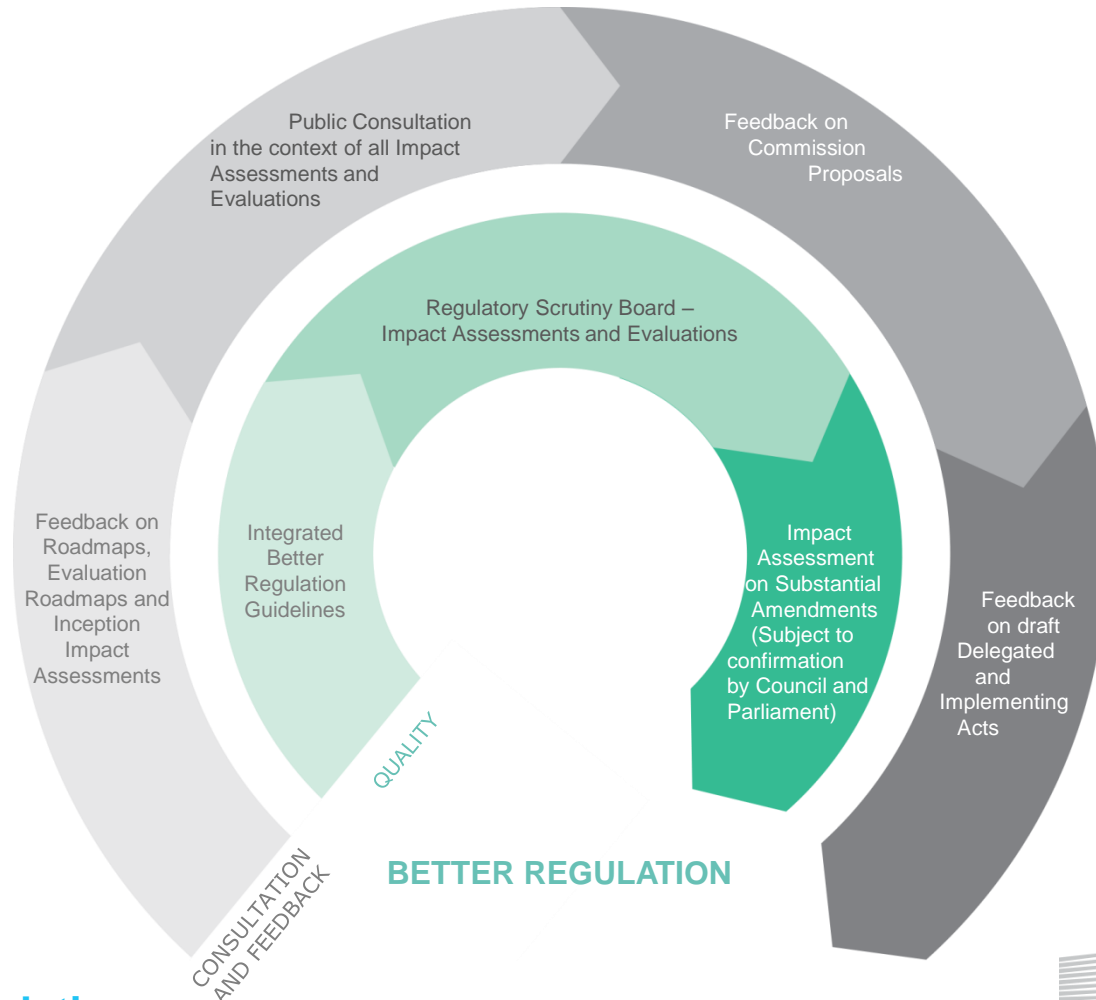 Public Consultation
in the context of all Impact
Assessments and
Evaluations
Feedback on
Commission
Proposals
Regulatory Scrutiny Board –
Impact Assessments and Evaluations
Feedback on
Roadmaps,
Evaluation
Roadmaps and
Inception
Impact
Assessments
Integrated
Better
Regulation
Guidelines
Impact
Assessment
on Substantial
Amendments
(Subject to
confirmation
by Council and
Parliament)
Feedback
on draft
Delegated
and
Implementing
Acts
QUALITY
CONSULTATION
AND FEEDBACK
BETTER REGULATION